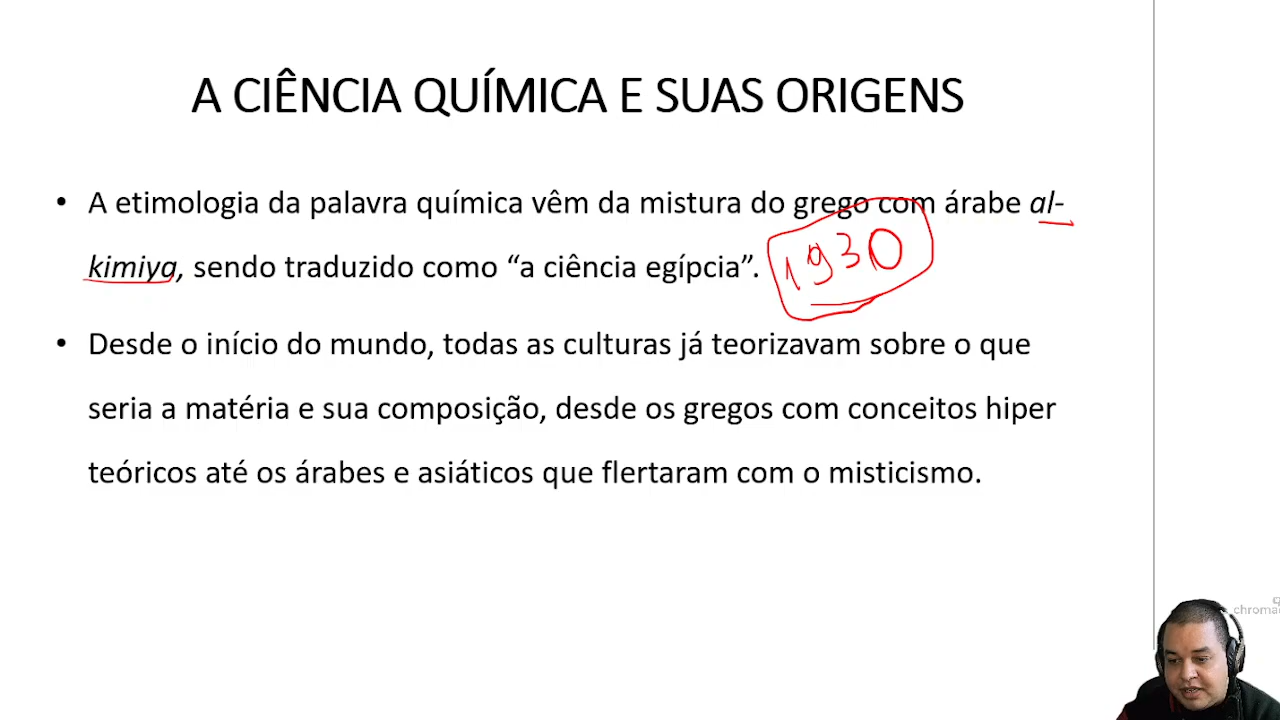 A CIÊNCIA QUÍMICA E SUAS ORIGENS
• A etimologia da palavra química vêm da mistura do grego com árabe al-
kimiya, sendo traduzido como “a ciência egípcia”.
1930
• Desde o início do mundo, todas as culturas já teorizavam sobre o que
seria a matéria e sua composição, desde os gregos com conceitos hiper
teóricos até os árabes e asiáticos que flertaram com o misticismo.